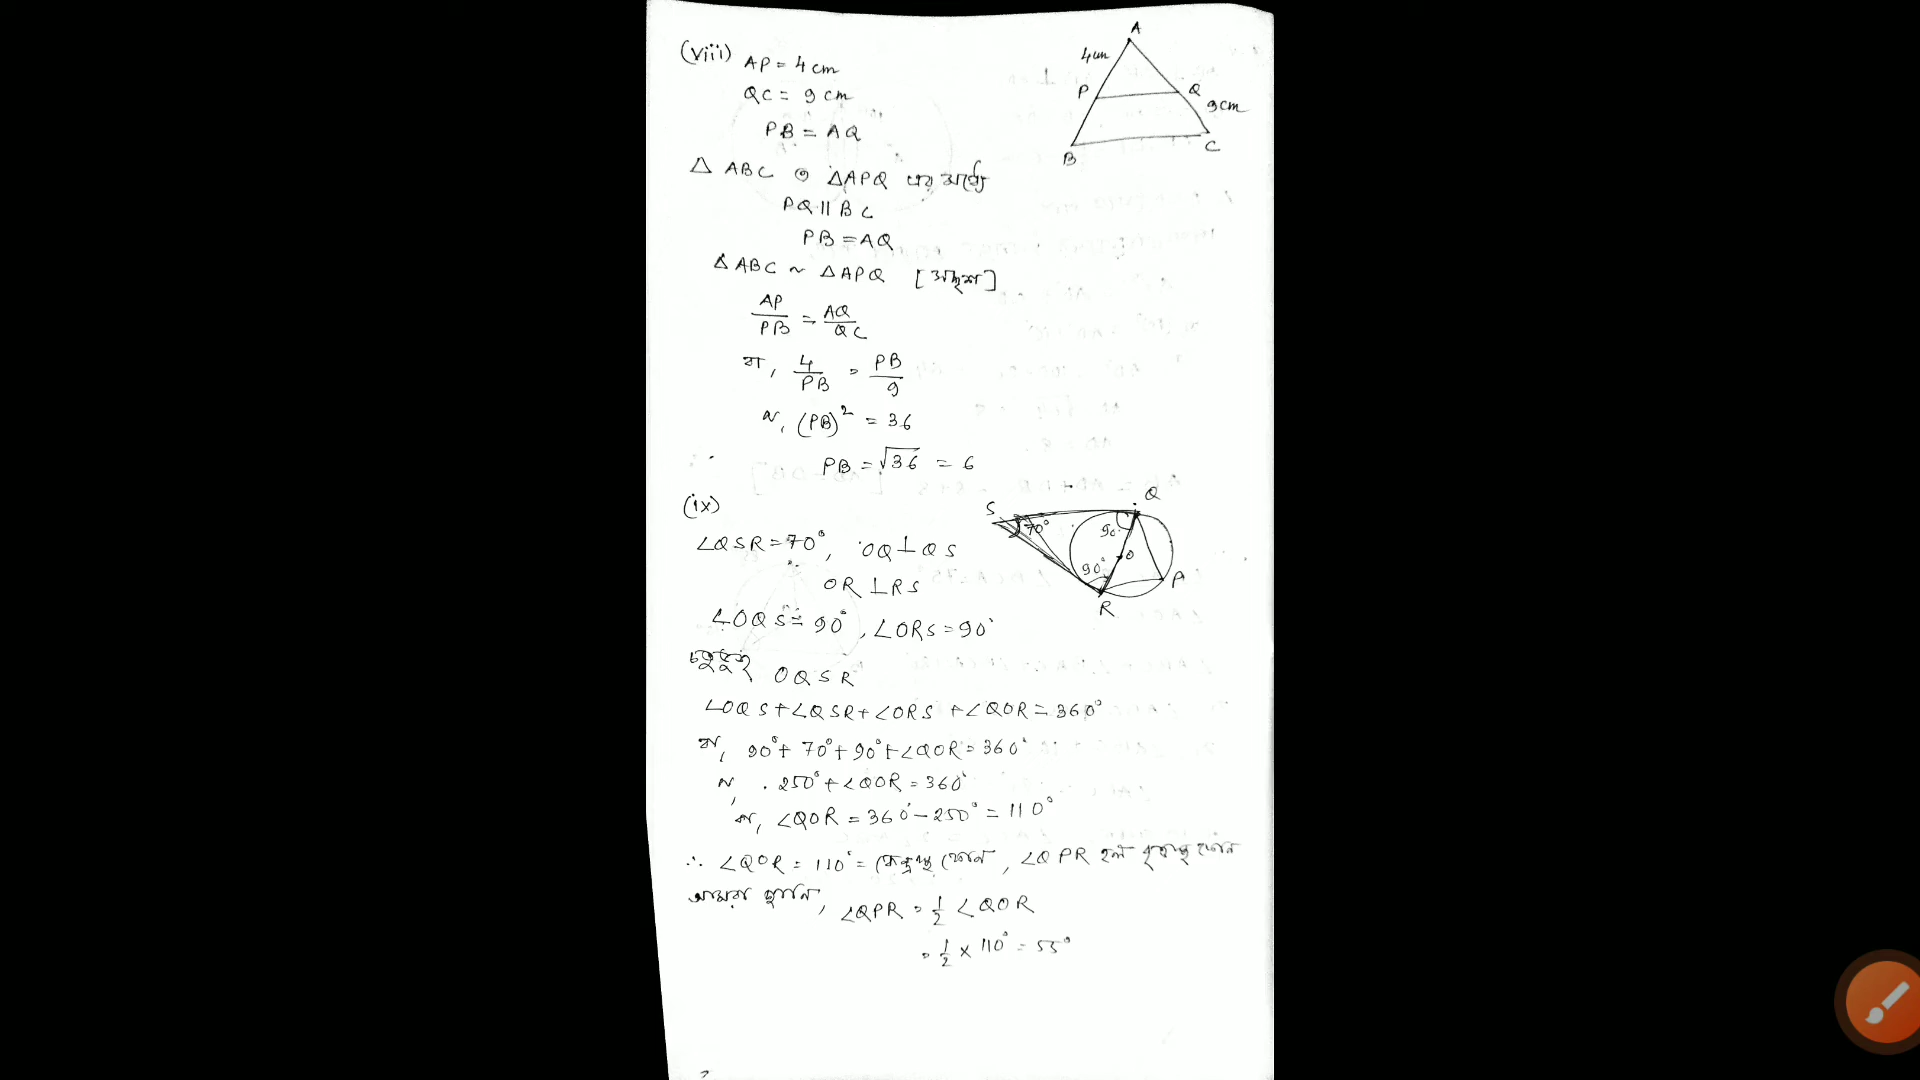 (viii) AP = 4 cm
QC = 9 cm
PB = AQ
A
4cm
P
Q
9cm
B
C
△ ABC ও △APQ এর মধ্যে
PQ || BC
PB = AQ
△ ABC ~ △ APQ [সদৃশ]
AP/PB = AQ/QC
বা, 4/PB = PB/9
বা, (PB)² = 36
PB = √36 = 6
(ix)
S
70°
Q
90°
O
90°
P
R
∠QSR = 70°, OQ ⊥ QS
OR ⊥ RS
∠OQS = 90°, ∠ORS = 90°
চতুর্ভুজ OQSR
∠OQS + ∠QSR + ∠ORS + ∠QOR = 360°
বা, 90° + 70° + 90° + ∠QOR = 360°
বা, 250° + ∠QOR = 360°
বা, ∠QOR = 360° – 250° = 110°
∴ ∠QOR = 110° = কেন্দ্রস্থ কোন, ∠QPR হল বৃত্তস্থ কোন
আমরা জানি, ∠QPR = 1/2 ∠QOR
= 1/2 × 110° = 55°